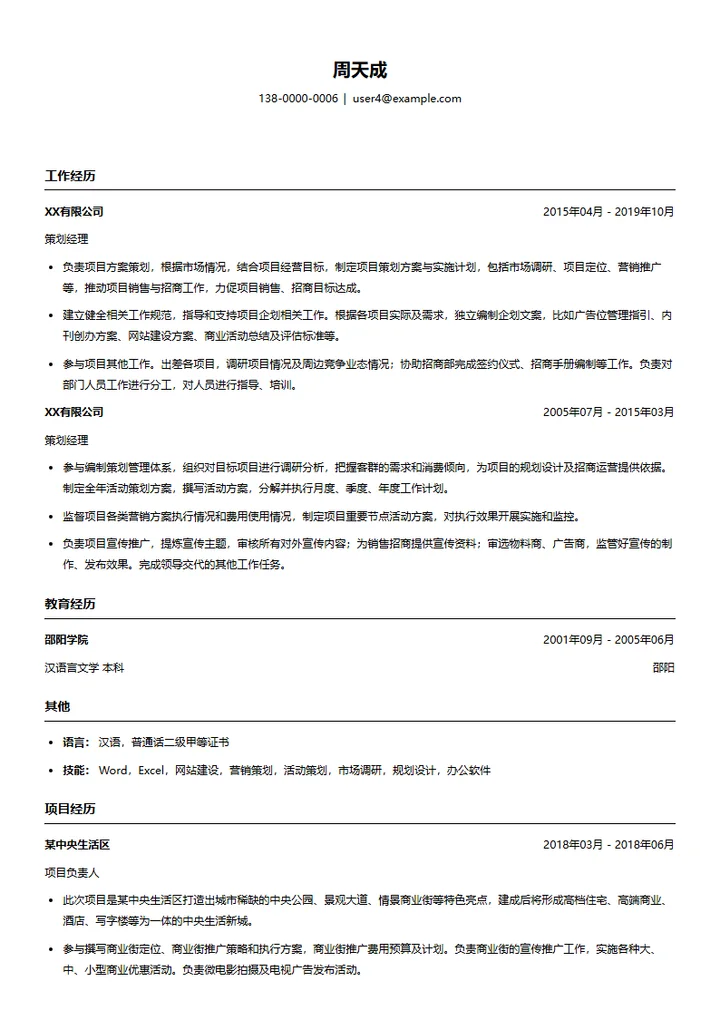 周天成
138-0000-0006 | user4@example.com
工作经历
XX有限公司 2015年04月 - 2019年10月
策划经理
• 负责项目方案策划，根据市场情况，结合项目经营目标，制定项目策划方案与实施计划，包括市场调研、项目定位、营销推广
等，推动项目销售与招商工作，力促项目销售、招商目标达成。
• 建立健全相关工作规范，指导和支持项目企划相关工作。根据各项目实际及需求，独立编制企划文案，比如广告位管理指引、内
刊创办方案、网站建设方案、商业活动总结及评估标准等。
• 参与项目其他工作。出差各项目，调研项目情况及周边竞争业态情况；协助招商部完成签约仪式、招商手册编制等工作。负责对
部门人员工作进行分工，对人员进行指导、培训。
XX有限公司 2005年07月 - 2015年03月
策划经理
• 参与编制策划管理体系，组织对目标项目进行调研分析，把握客群的需求和消费倾向，为项目的规划设计及招商运营提供依据。
制定全年活动策划方案，撰写活动方案，分解并执行月度、季度、年度工作计划。
• 监督项目各类营销方案执行情况和费用使用情况，制定项目重要节点活动方案，对执行效果开展实施和监控。
• 负责项目宣传推广，提炼宣传主题，审核所有对外宣传内容；为销售招商提供宣传资料；审选物料商、广告商，监管好宣传的制
作、发布效果。完成领导交代的其他工作任务。
教育经历
邵阳学院 2001年09月 - 2005年06月
汉语言文学 本科 邵阳
其他
• 语言： 汉语，普通话二级甲等证书
• 技能： Word，Excel，网站建设，营销策划，活动策划，市场调研，规划设计，办公软件
项目经历
某中央生活区 2018年03月 - 2018年06月
项目负责人
• 此次项目是某中央生活区打造出城市稀缺的中央公园、景观大道、情景商业街等特色亮点，建成后将形成高档住宅、高端商业、
酒店、写字楼等为一体的中央生活新城。
• 参与撰写商业街定位、商业街推广策略和执行方案，商业街推广费用预算及计划。负责商业街的宣传推广工作，实施各种大、
中、小型商业优惠活动。负责微电影拍摄及电视广告发布活动。